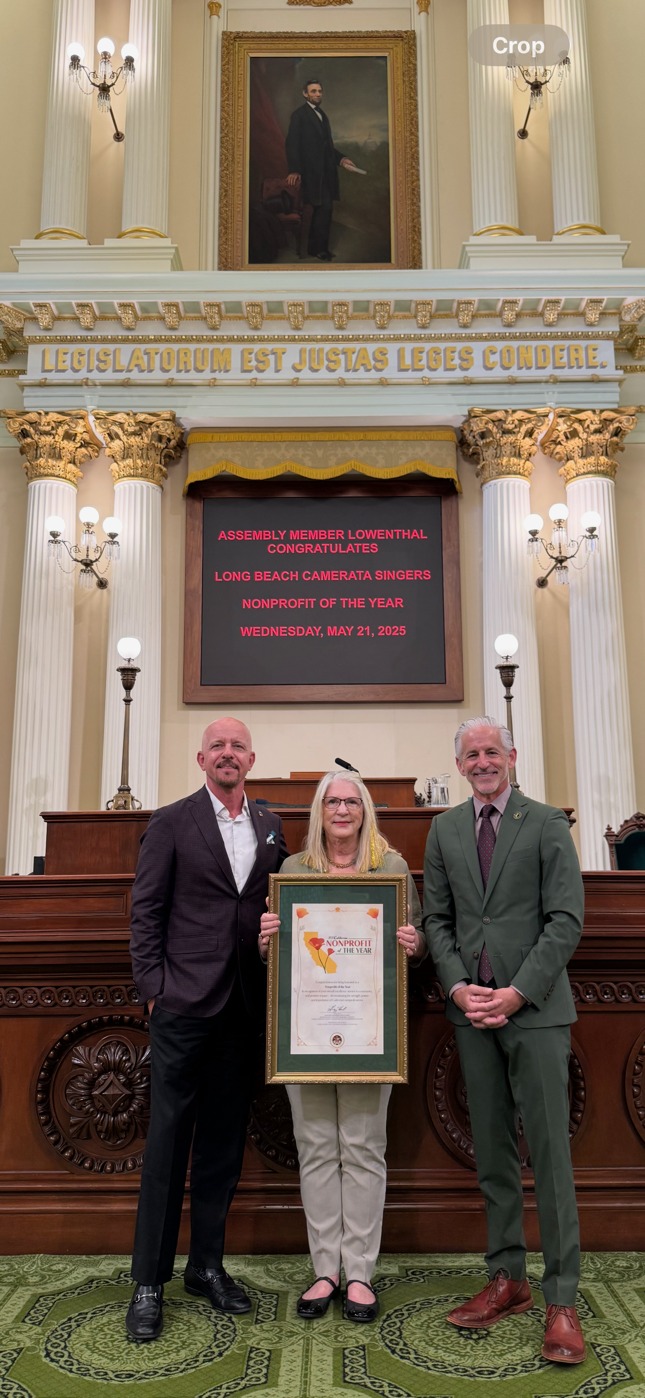 Crop
LEGISLATORUM EST JUSTAS LEGES CONDERE.
ASSEMBLY MEMBER LOWENTHAL
CONGRATULATES
LONG BEACH CAMERATA SINGERS
NONPROFIT OF THE YEAR
WEDNESDAY, MAY 21, 2025
NONPROFIT
of THE YEAR